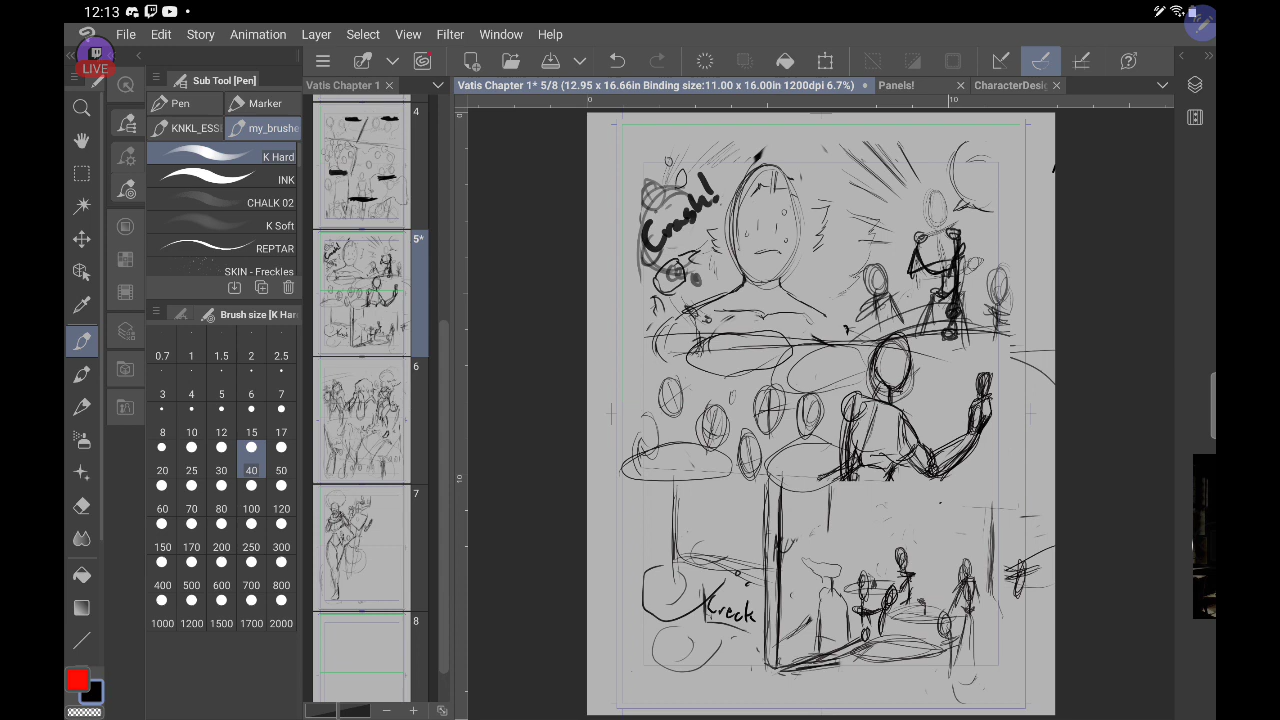 12:13
File Edit Story Animation Layer Select View Filter Window Help
LIVE
Sub Tool [Pen]
Pen
Marker
KNKL_ESS
my_brushe
K Hard
INK
CHALK 02
K Soft
REPTAR
SKIN - Freckles
Brush size [K Har
0.7 1 1.5 2 2.5
3 4 5 6 7
8 10 12 15 17
20 25 30 40 50
60 70 80 100 120
150 170 200 250 300
400 500 600 700 800
1000 1200 1500 1700 2000
Vatis Chapter 1
4
5*
6
7
8
Vatis Chapter 1* 5/8 (12.95 x 16.66in Binding size:11.00 x 16.00in 1200dpi 6.7%)
Panels!
CharacterDesig
0
10
0
10
Crash!
Creck